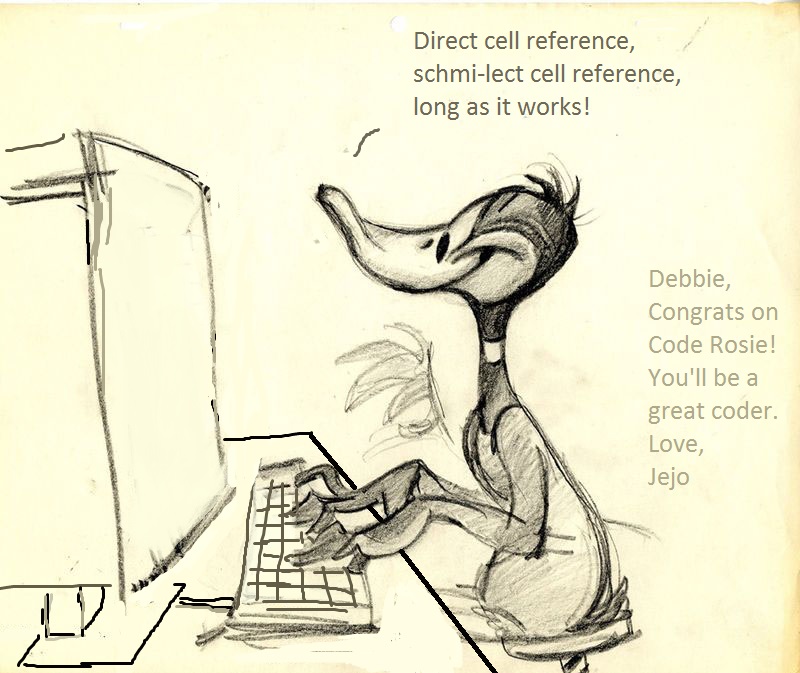 Direct cell reference,
schmi-lect cell reference,
long as it works!
Debbie,
Congrats on
Code Rosie!
You'll be a
great coder.
Love,
Jejo